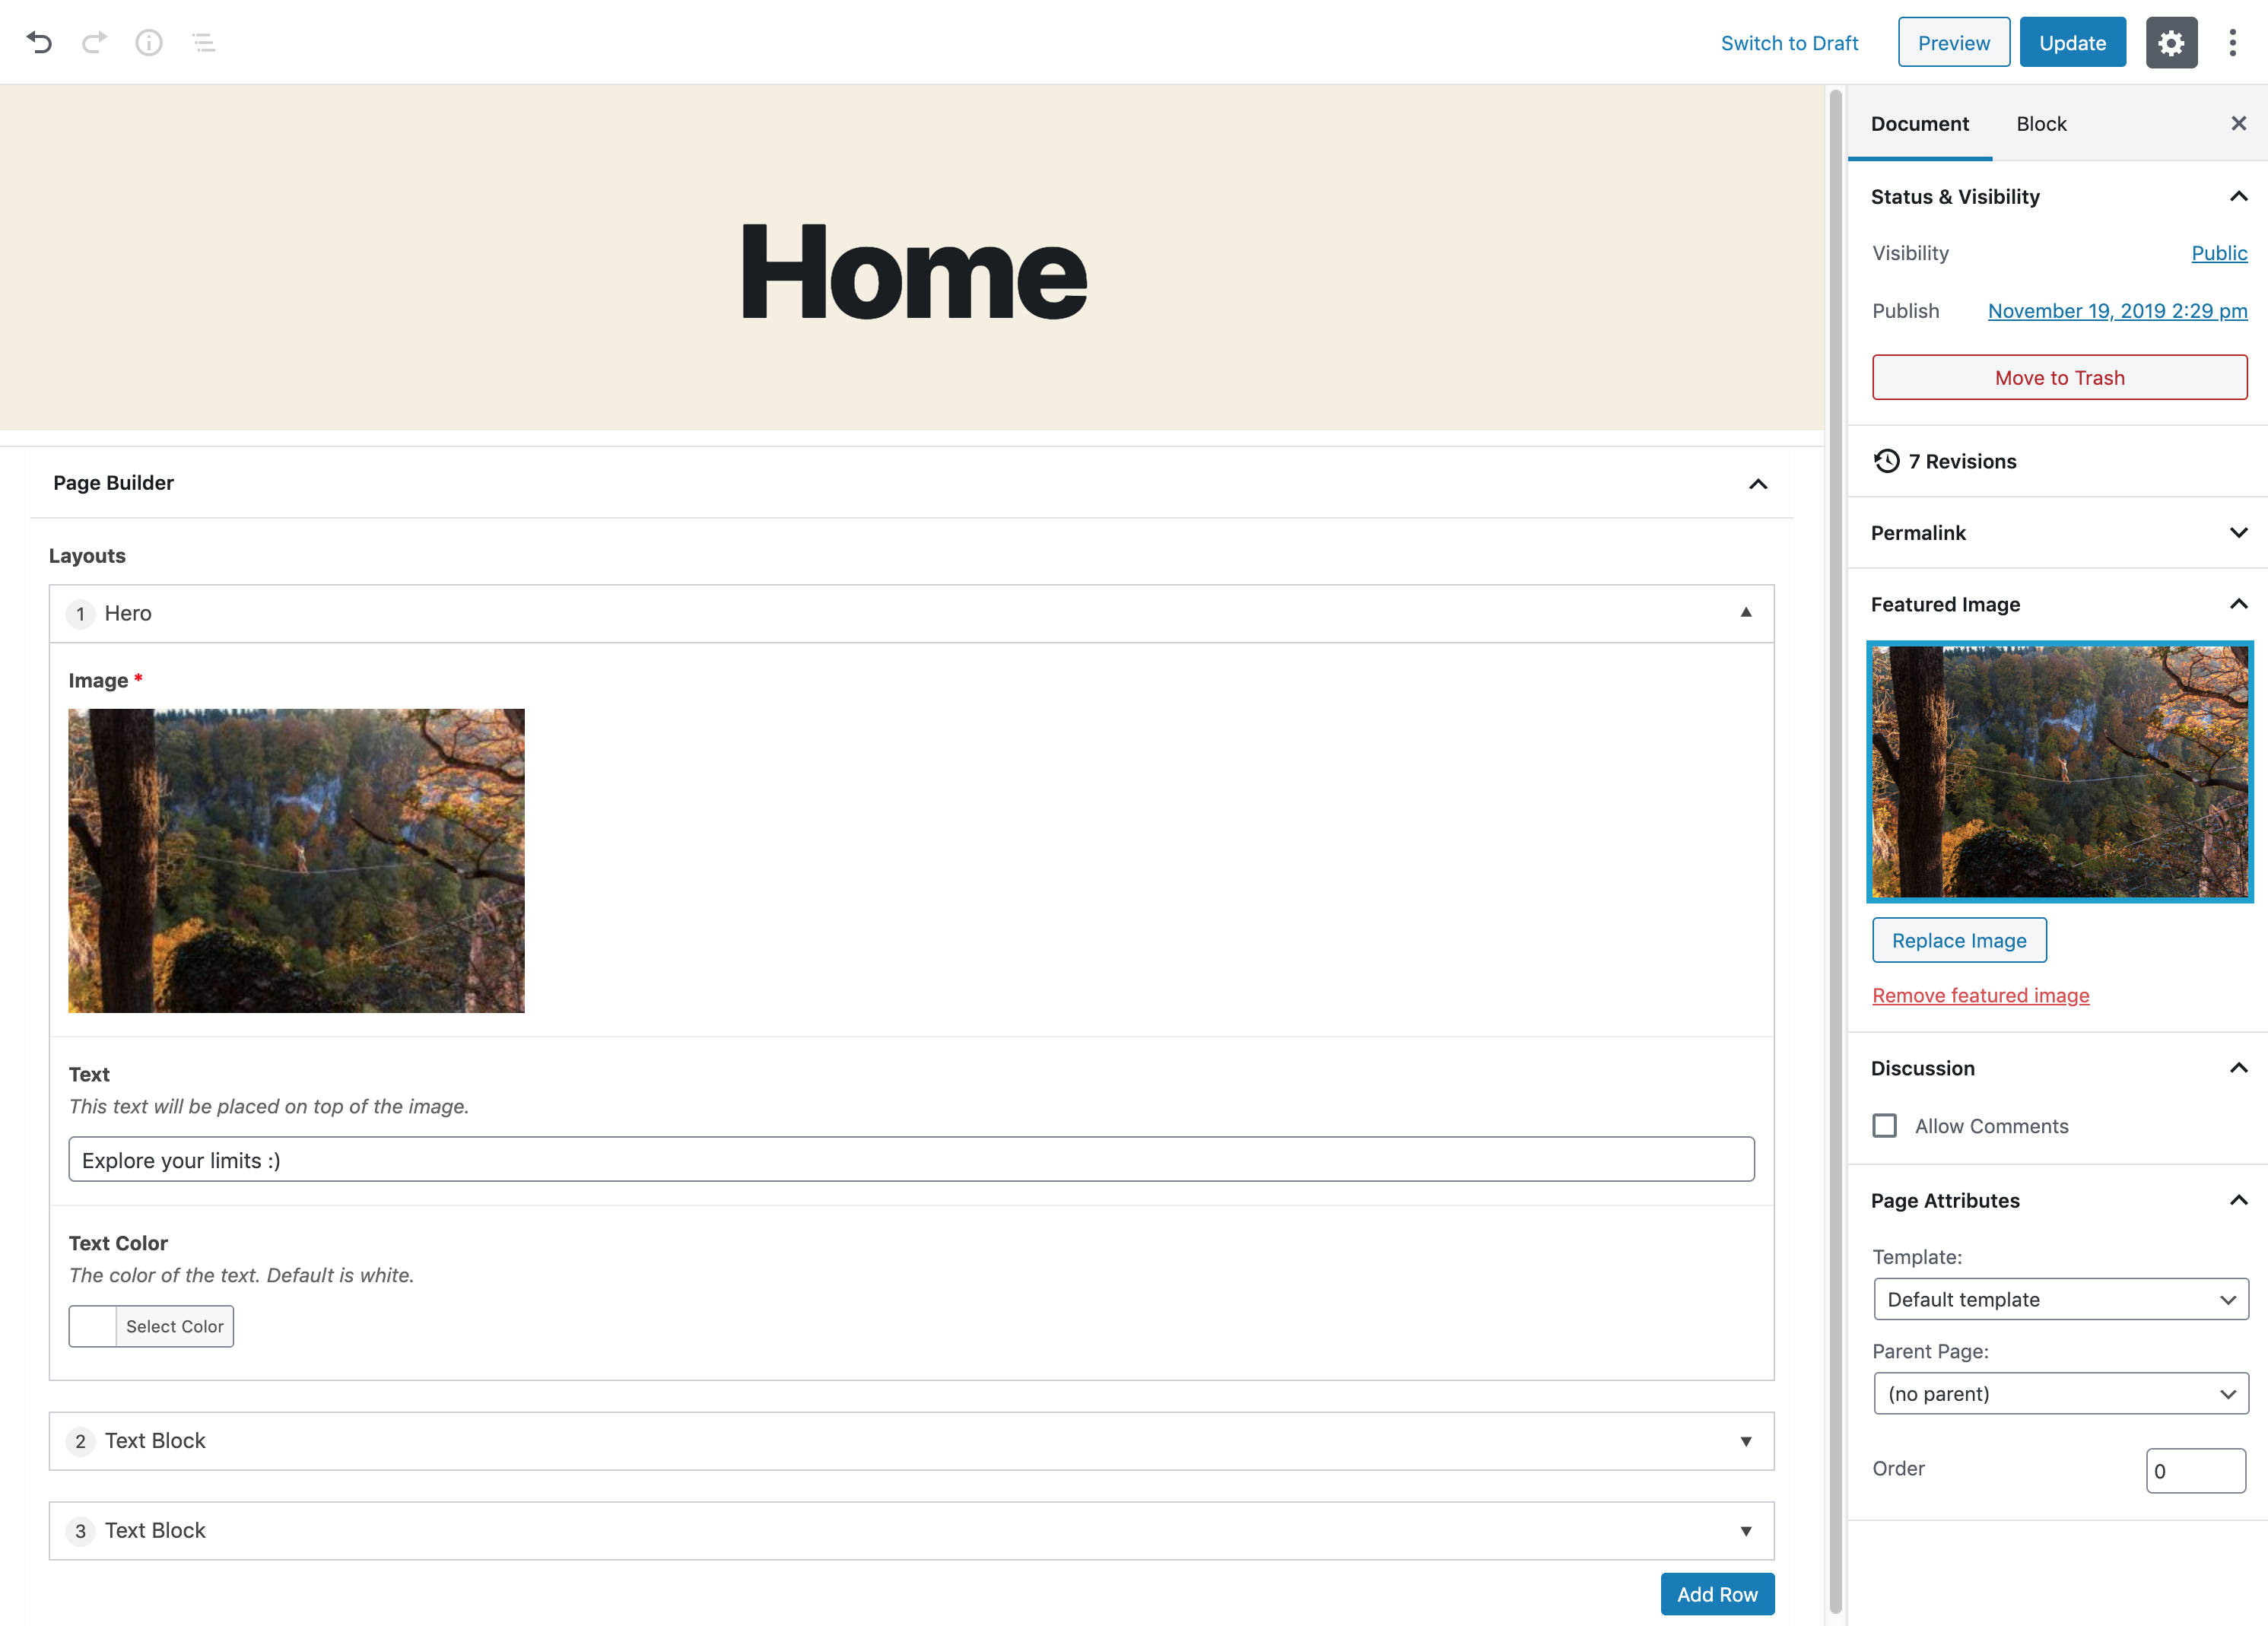 Switch to Draft
Preview
Update
Home
Page Builder
Layouts
1 Hero
Image *
Text
This text will be placed on top of the image.
Explore your limits :)
Text Color
The color of the text. Default is white.
Select Color
2 Text Block
3 Text Block
Add Row
Document
Block
Status & Visibility
Visibility Public
Publish November 19, 2019 2:29 pm
Move to Trash
7 Revisions
Permalink
Featured Image
Replace Image
Remove featured image
Discussion
Allow Comments
Page Attributes
Template:
Default template
Parent Page:
(no parent)
Order 0